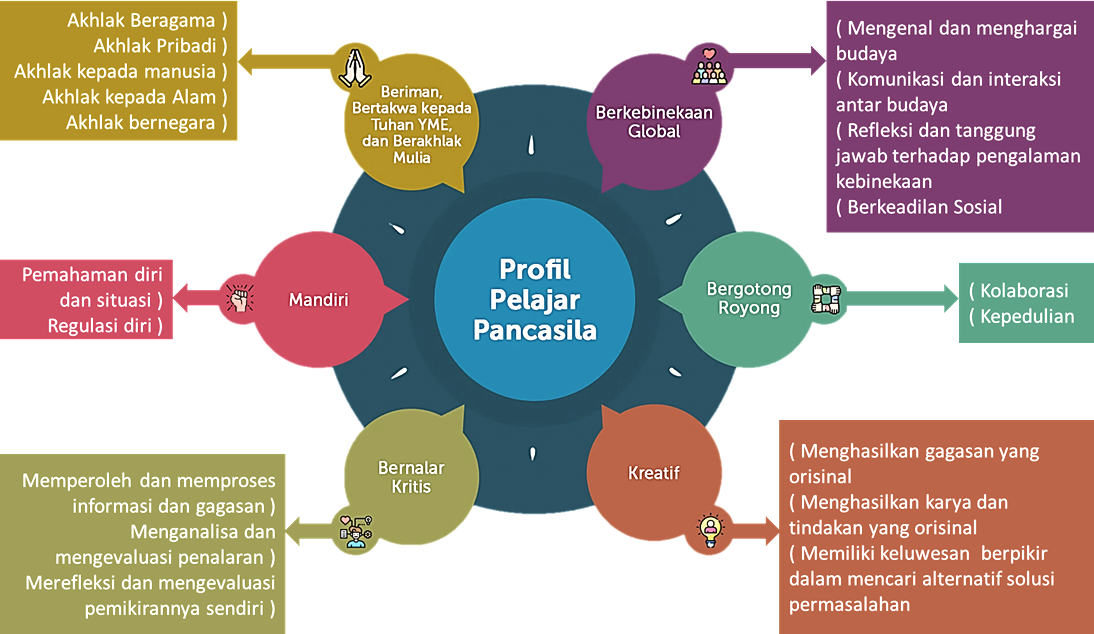 Akhlak Beragama )
Akhlak Pribadi )
Akhlak kepada manusia )
Akhlak kepada Alam )
Akhlak bernegara )
Beriman,
Bertakwa kepada
Tuhan YME,
dan Berakhlak
Mulia
Berkebinekaan
Global
( Mengenal dan menghargai
budaya
( Komunikasi dan interaksi
antar budaya
( Refleksi dan tanggung
jawab terhadap pengalaman
kebinekaan
( Berkeadilan Sosial
Pemahaman diri
dan situasi )
Regulasi diri )
Mandiri
Profil
Pelajar
Pancasila
Bergotong
Royong
( Kolaborasi
( Kepedulian
Memperoleh dan memproses
informasi dan gagasan )
Menganalisa dan
mengevaluasi penalaran )
Merefleksi dan mengevaluasi
pemikirannya sendiri )
Bernalar
Kritis
Kreatif
( Menghasilkan gagasan yang
orisinal
( Menghasilkan karya dan
tindakan yang orisinal
( Memiliki keluwesan  berpikir
dalam mencari alternatif solusi
permasalahan